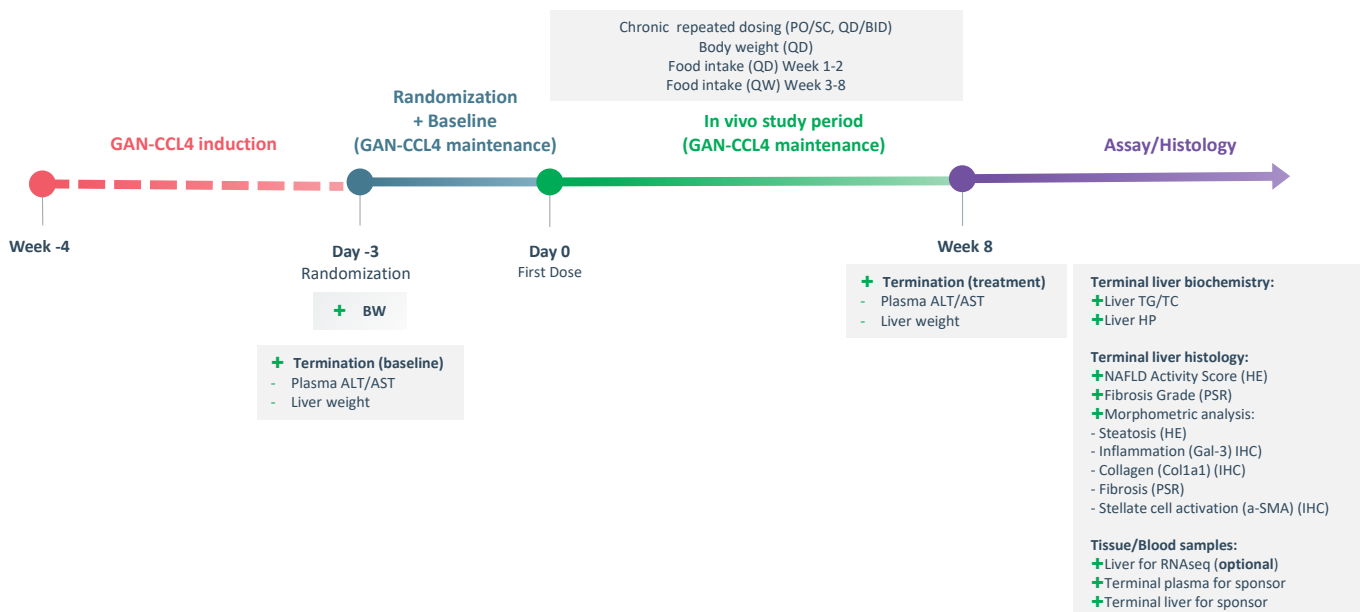 Chronic repeated dosing (PO/SC, QD/BID)
Body weight (QD)
Food intake (QD) Week 1-2
Food intake (QW) Week 3-8
GAN-CCL4 induction
Randomization
+ Baseline
(GAN-CCL4 maintenance)
In vivo study period
(GAN-CCL4 maintenance)
Assay/Histology
Week -4
Day -3
Randomization
+ BW
+ Termination (baseline)
- Plasma ALT/AST
- Liver weight
Day 0
First Dose
Week 8
+ Termination (treatment)
- Plasma ALT/AST
- Liver weight
Terminal liver biochemistry:
+Liver TG/TC
+Liver HP
Terminal liver histology:
+NAFLD Activity Score (HE)
+Fibrosis Grade (PSR)
+Morphometric analysis:
- Steatosis (HE)
- Inflammation (Gal-3) IHC)
- Collagen (Col1a1) (IHC)
- Fibrosis (PSR)
- Stellate cell activation (a-SMA) (IHC)
Tissue/Blood samples:
+Liver for RNAseq (optional)
+Terminal plasma for sponsor
+Terminal liver for sponsor